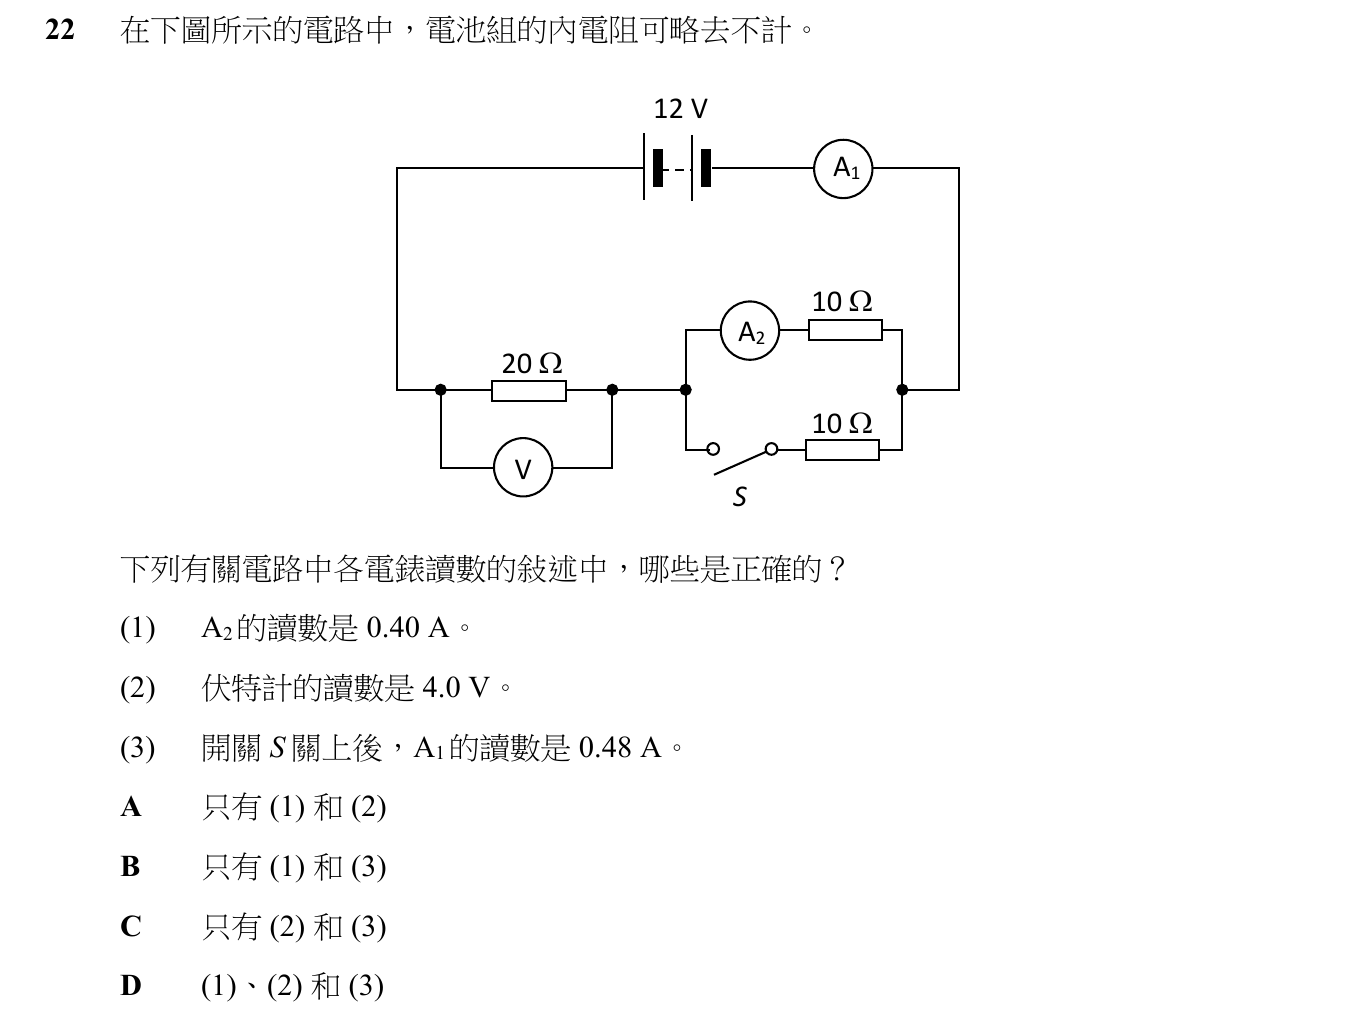 22 在下圖所示的電路中，電池組的內電阻可略去不計。
12 V
A₁
10 Ω
A₂
20 Ω
10 Ω
V
S
下列有關電路中各電錶讀數的敍述中，哪些是正確的？
(1) A₂的讀數是 0.40 A。
(2) 伏特計的讀數是 4.0 V。
(3) 開關 S 關上後，A₁的讀數是 0.48 A。
A 只有 (1) 和 (2)
B 只有 (1) 和 (3)
C 只有 (2) 和 (3)
D (1)、(2) 和 (3)